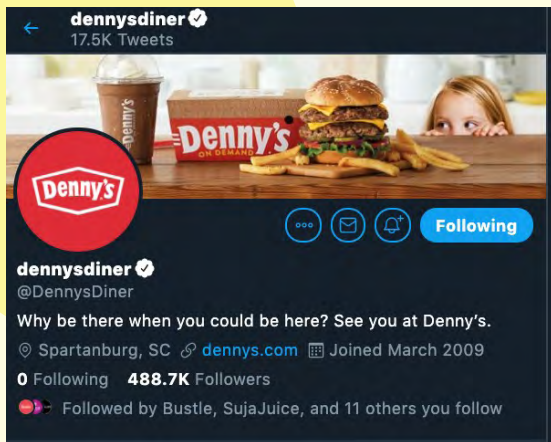 dennysdiner
17.5K Tweets
Denny's
Denny's
ON DEMAND
Denny's
Following
dennysdiner
@DennysDiner
Why be there when you could be here? See you at Denny's.
Spartanburg, SC dennys.com Joined March 2009
0 Following 488.7K Followers
Followed by Bustle, SujaJuice, and 11 others you follow